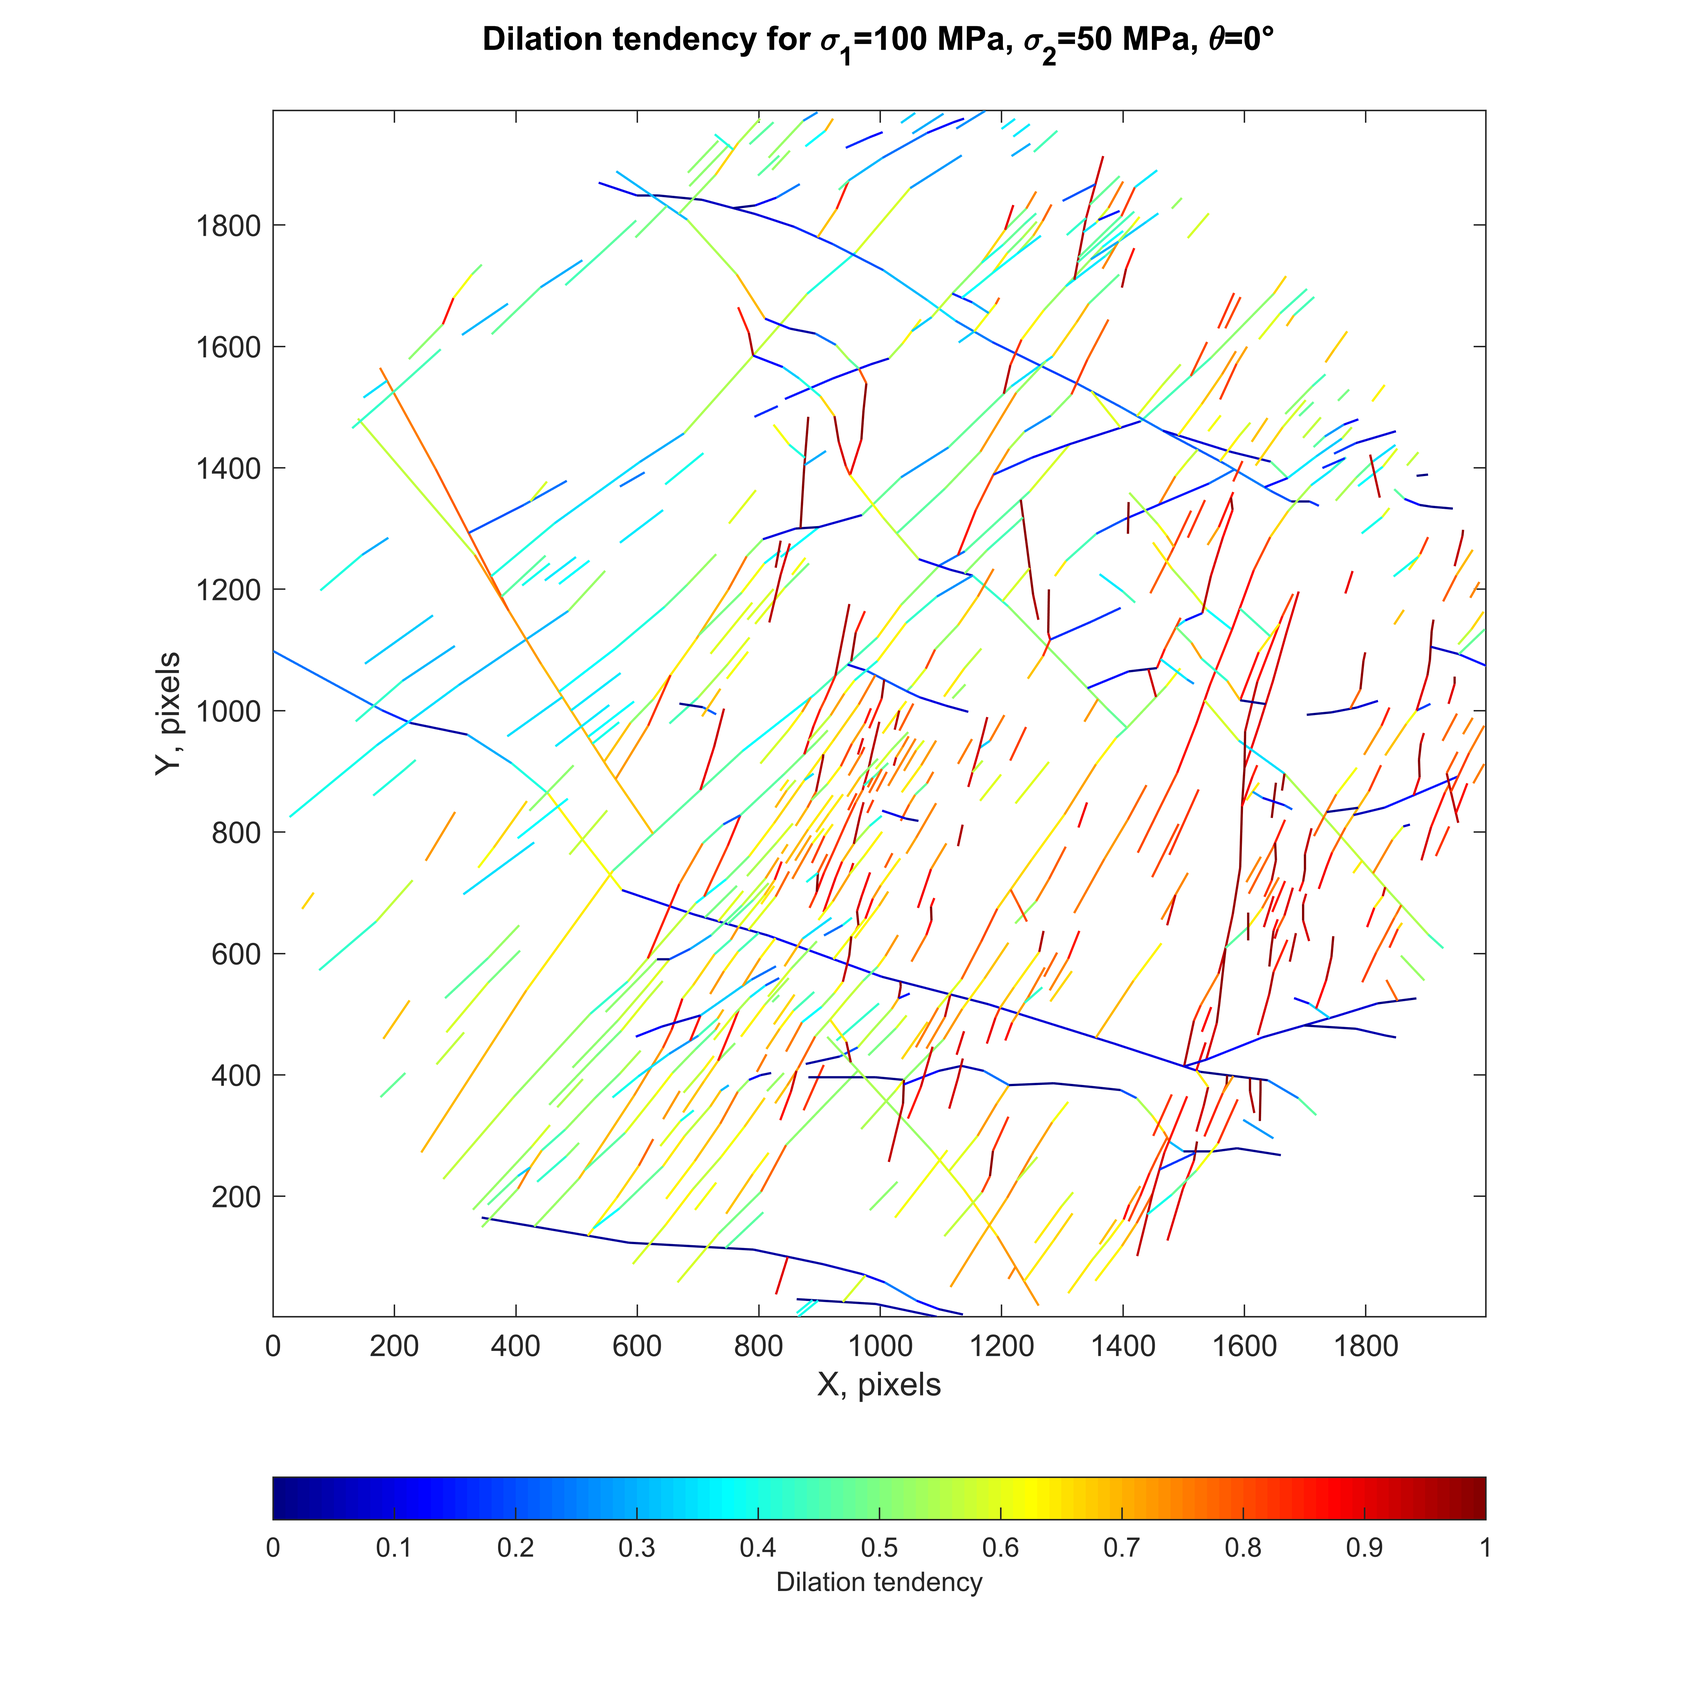 Dilation tendency for σ1=100 MPa, σ2=50 MPa, θ=0°
1800
1600
1400
1200
1000
800
600
400
200
Y, pixels
0 200 400 600 800 1000 1200 1400 1600 1800
X, pixels
0 0.1 0.2 0.3 0.4 0.5 0.6 0.7 0.8 0.9 1
Dilation tendency